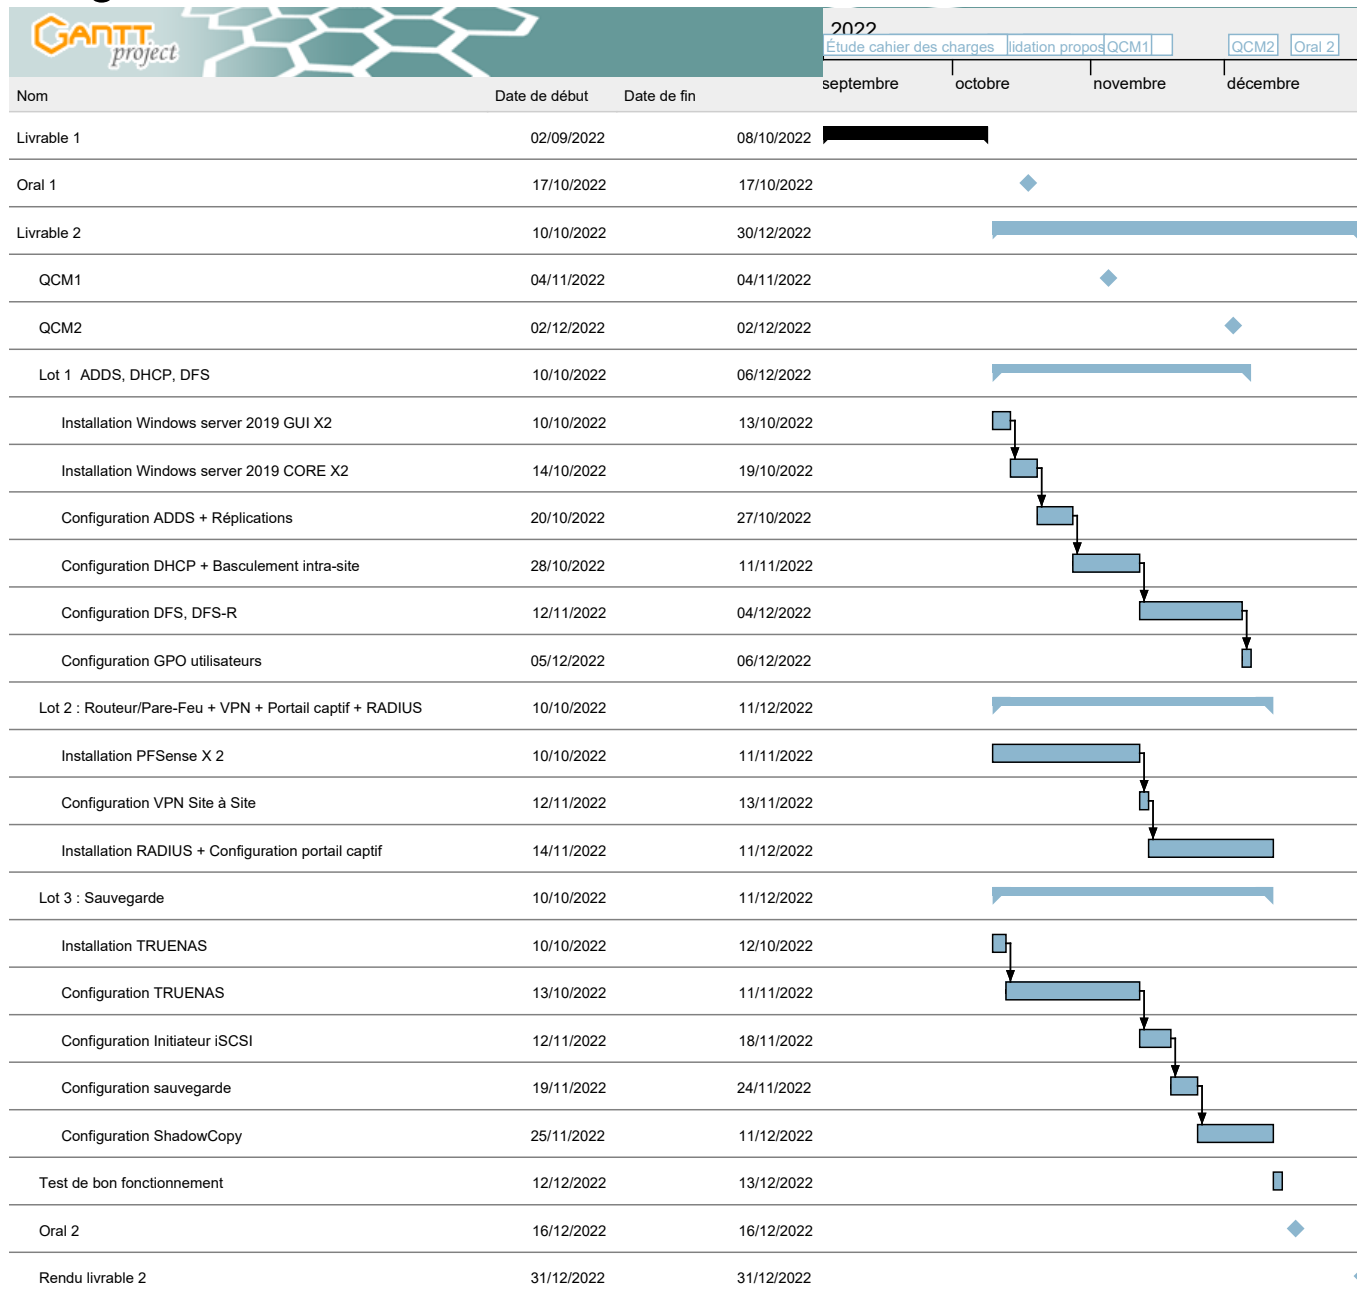 GANTT project
2022
Étude cahier des charges lidation propos QCM1 QCM2 Oral 2
septembre octobre novembre décembre
Nom Date de début Date de fin
Livrable 1 02/09/2022 08/10/2022
Oral 1 17/10/2022 17/10/2022
Livrable 2 10/10/2022 30/12/2022
QCM1 04/11/2022 04/11/2022
QCM2 02/12/2022 02/12/2022
Lot 1 ADDS, DHCP, DFS 10/10/2022 06/12/2022
Installation Windows server 2019 GUI X2 10/10/2022 13/10/2022
Installation Windows server 2019 CORE X2 14/10/2022 19/10/2022
Configuration ADDS + Réplications 20/10/2022 27/10/2022
Configuration DHCP + Basculement intra-site 28/10/2022 11/11/2022
Configuration DFS, DFS-R 12/11/2022 04/12/2022
Configuration GPO utilisateurs 05/12/2022 06/12/2022
Lot 2 : Routeur/Pare-Feu + VPN + Portail captif + RADIUS 10/10/2022 11/12/2022
Installation PFSense X 2 10/10/2022 11/11/2022
Configuration VPN Site à Site 12/11/2022 13/11/2022
Installation RADIUS + Configuration portail captif 14/11/2022 11/12/2022
Lot 3 : Sauvegarde 10/10/2022 11/12/2022
Installation TRUENAS 10/10/2022 12/10/2022
Configuration TRUENAS 13/10/2022 11/11/2022
Configuration Initiateur iSCSI 12/11/2022 18/11/2022
Configuration sauvegarde 19/11/2022 24/11/2022
Configuration ShadowCopy 25/11/2022 11/12/2022
Test de bon fonctionnement 12/12/2022 13/12/2022
Oral 2 16/12/2022 16/12/2022
Rendu livrable 2 31/12/2022 31/12/2022